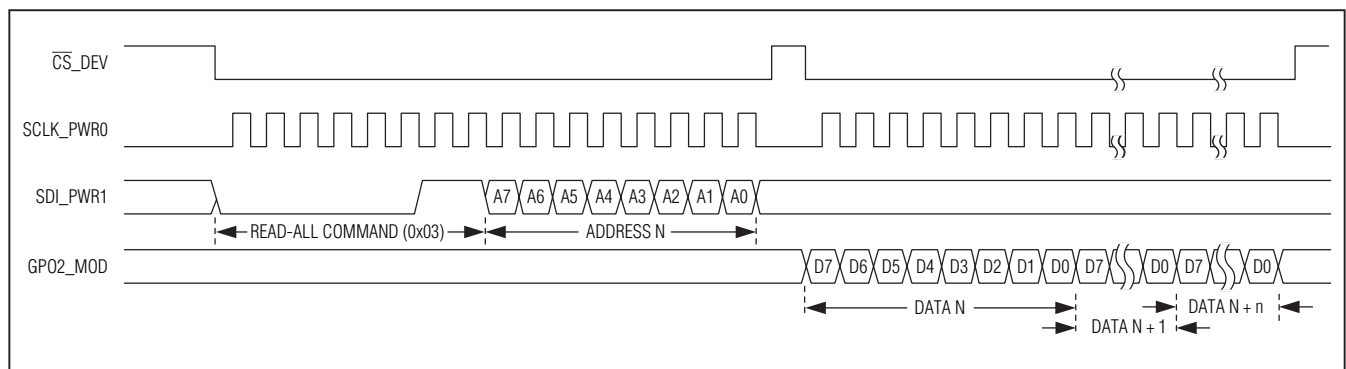 CS_DEV
SCLK_PWR0
SDI_PWR1
A7 A6 A5 A4 A3 A2 A1 A0
READ-ALL COMMAND (0x03) ADDRESS N
GPO2_MOD
D7 D6 D5 D4 D3 D2 D1 D0 D7 D0 D7 D0
DATA N DATA N + n
DATA N + 1